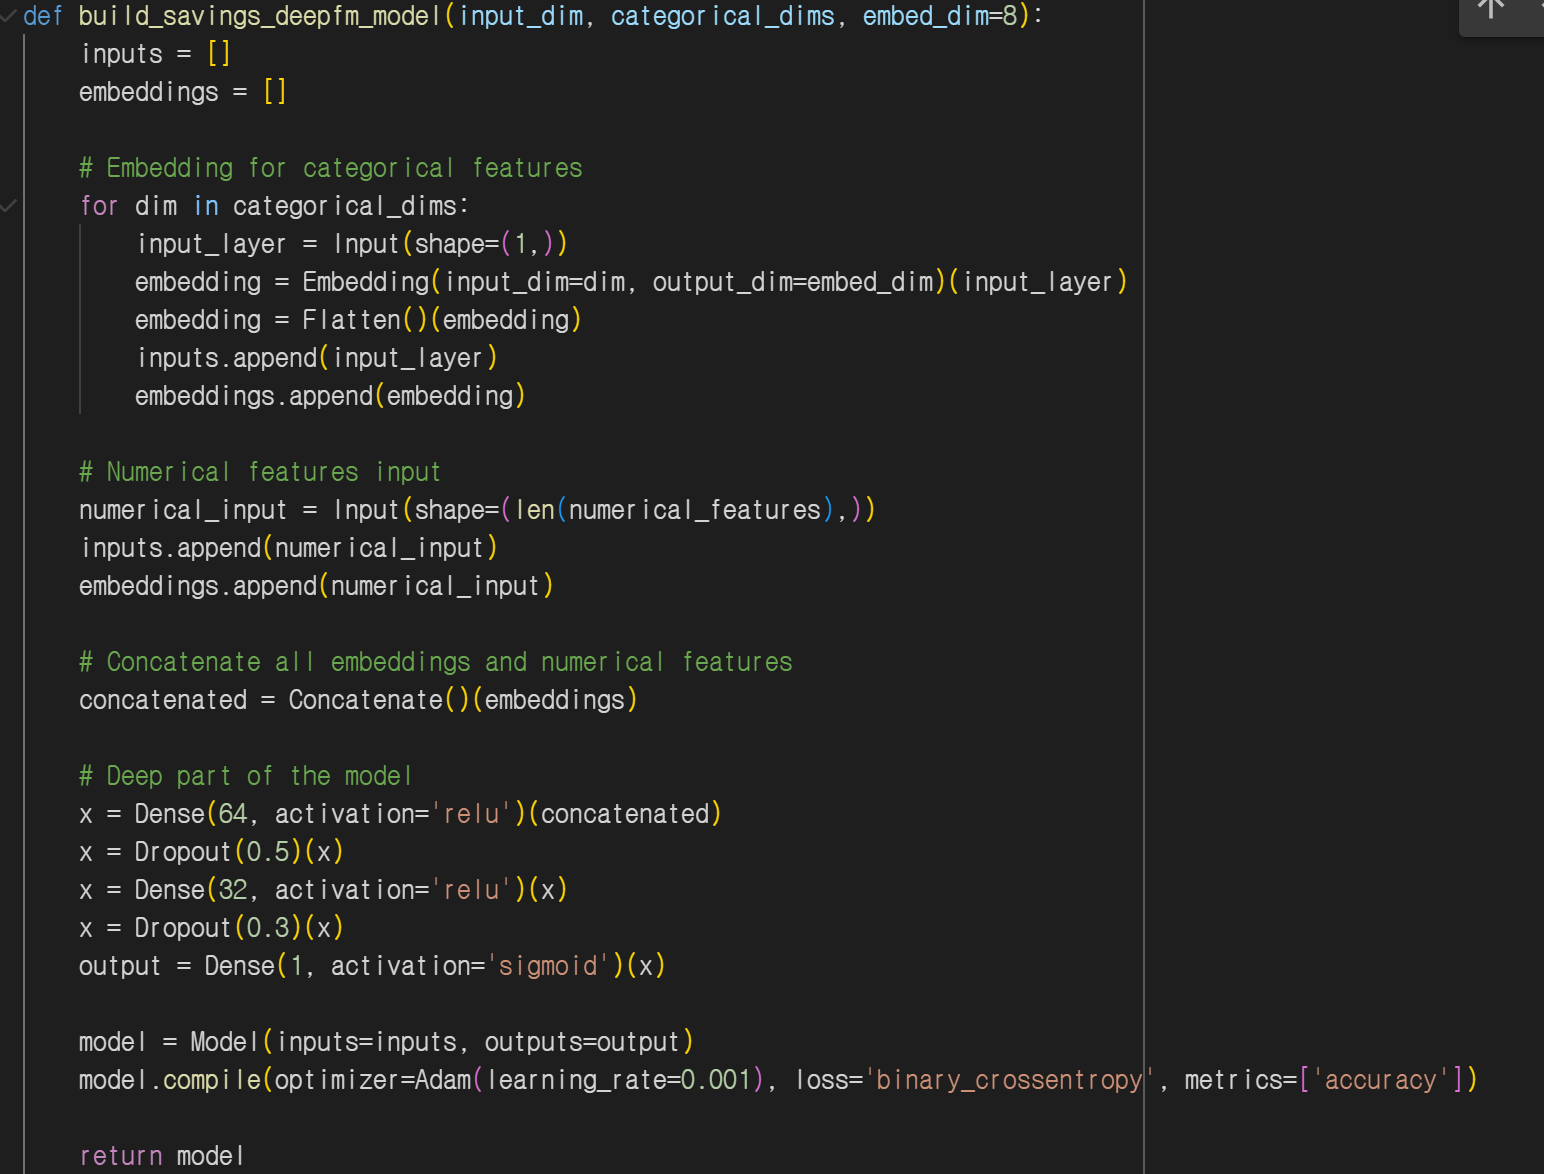 def build_savings_deepfm_model(input_dim, categorical_dims, embed_dim=8):
    inputs = []
    embeddings = []

    # Embedding for categorical features
    for dim in categorical_dims:
        input_layer = Input(shape=(1,))
        embedding = Embedding(input_dim=dim, output_dim=embed_dim)(input_layer)
        embedding = Flatten()(embedding)
        inputs.append(input_layer)
        embeddings.append(embedding)

    # Numerical features input
    numerical_input = Input(shape=(len(numerical_features),))
    inputs.append(numerical_input)
    embeddings.append(numerical_input)

    # Concatenate all embeddings and numerical features
    concatenated = Concatenate()(embeddings)

    # Deep part of the model
    x = Dense(64, activation='relu')(concatenated)
    x = Dropout(0.5)(x)
    x = Dense(32, activation='relu')(x)
    x = Dropout(0.3)(x)
    output = Dense(1, activation='sigmoid')(x)

    model = Model(inputs=inputs, outputs=output)
    model.compile(optimizer=Adam(learning_rate=0.001), loss='binary_crossentropy', metrics=['accuracy'])

    return model